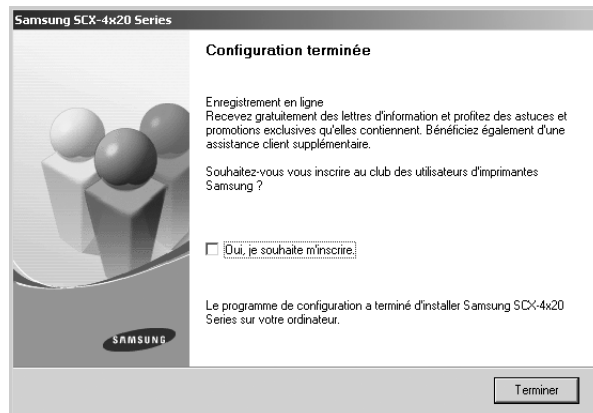 Samsung SCX-4x20 Series
Configuration terminée
Enregistrement en ligne
Recevez gratuitement des lettres d'information et profitez des astuces et
promotions exclusives qu'elles contiennent. Bénéficiez également d'une
assistance client supplémentaire.
Souhaitez-vous vous inscrire au club des utilisateurs d'imprimantes
Samsung ?
Oui, je souhaite m'inscrire.
Le programme de configuration a terminé d'installer Samsung SCX-4x20
Series sur votre ordinateur.
SAMSUNG
Terminer